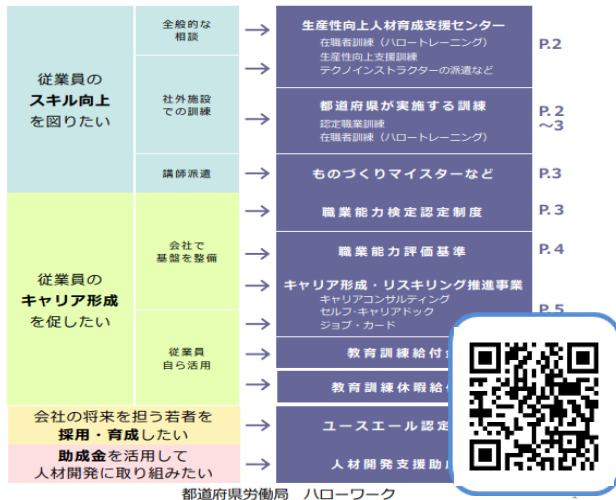 全般的な
相談
生産性向上人材育成支援センター
在職者訓練（ハロートレーニング）
生産性向上支援訓練
テクノインストラクターの派遣など
P.2
従業員の
スキル向上
を図りたい
社外施設
での訓練
都道府県が実施する訓練
認定職業訓練
在職者訓練（ハロートレーニング）
P.2
～3
講師派遣
ものづくりマイスターなど
P.3
職業能力検定認定制度
P.3
会社で
基盤を整備
職業能力評価基準
P.4
従業員の
キャリア形成
を促したい
キャリア形成・リスキリング推進事業
キャリアコンサルティング
セルフ・キャリアドック
ジョブ・カード
P.5
従業員
自ら活用
教育訓練給付
教育訓練休暇給
会社の将来を担う若者を
採用・育成したい
ユースエール認定
助成金を活用して
人材開発に取り組みたい
人材開発支援助
都道府県労働局　ハローワーク